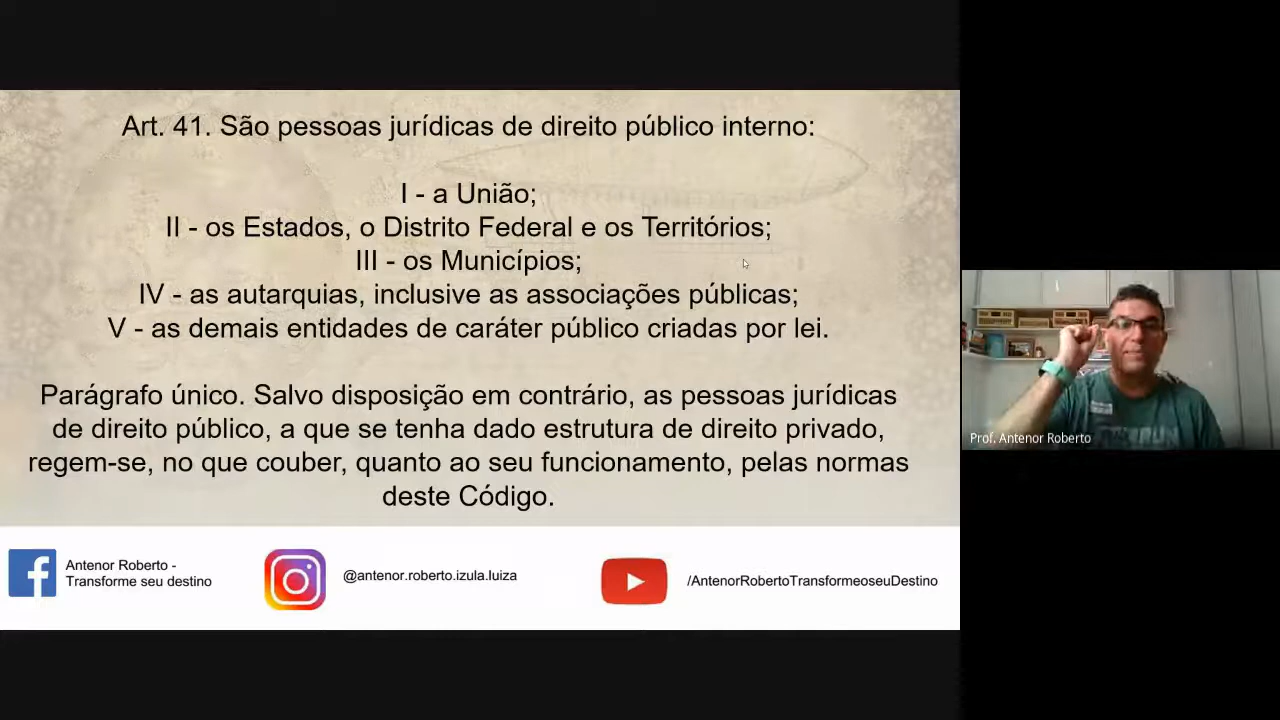 Art. 41. São pessoas jurídicas de direito público interno:
I - a União;
II - os Estados, o Distrito Federal e os Territórios;
III - os Municípios;
IV - as autarquias, inclusive as associações públicas;
V - as demais entidades de caráter público criadas por lei.
Parágrafo único. Salvo disposição em contrário, as pessoas jurídicas
de direito público, a que se tenha dado estrutura de direito privado,
regem-se, no que couber, quanto ao seu funcionamento, pelas normas
deste Código.
Antenor Roberto -
Transforme seu destino
@antenor.roberto.izula.luiza
/AntenorRobertoTransformeoseuDestino
Prof. Antenor Roberto